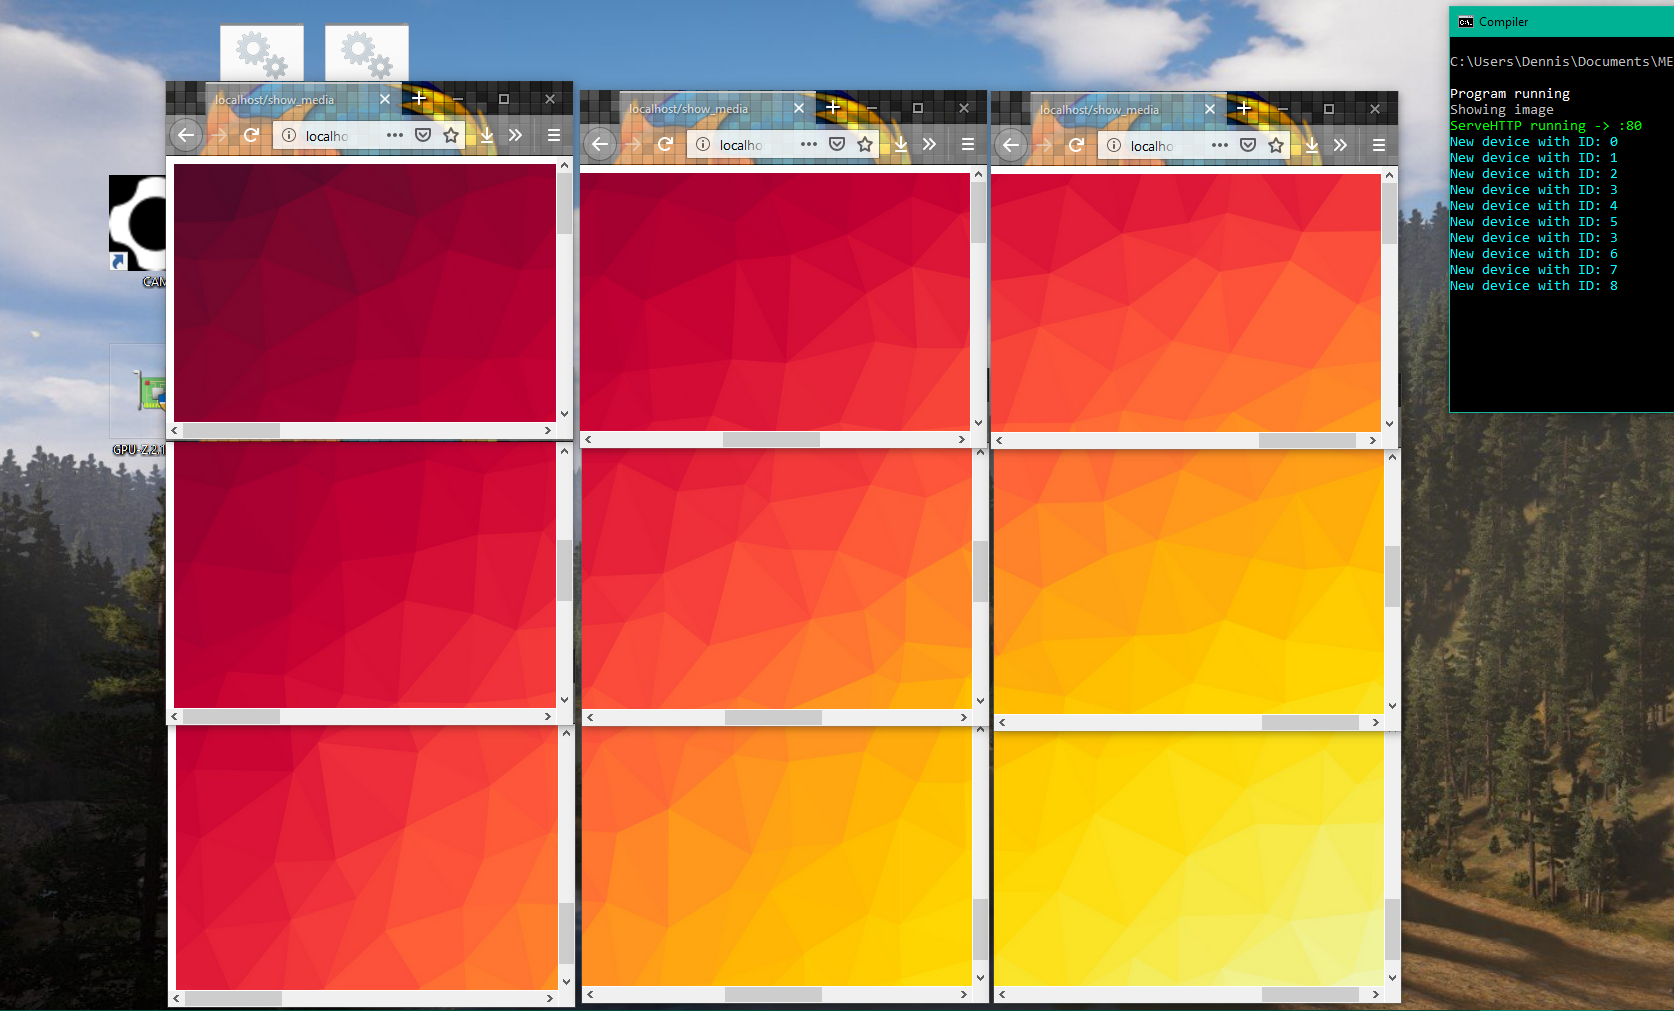 localhost/show_media
localho
localhost/show_media
localho
localhost/show_media
localho
CAM
GPU-Z.2.1
Compiler
C:\Users\Dennis\Documents\ME
Program running
Showing image
ServeHTTP running -> :80
New device with ID: 0
New device with ID: 1
New device with ID: 2
New device with ID: 3
New device with ID: 4
New device with ID: 5
New device with ID: 3
New device with ID: 6
New device with ID: 7
New device with ID: 8